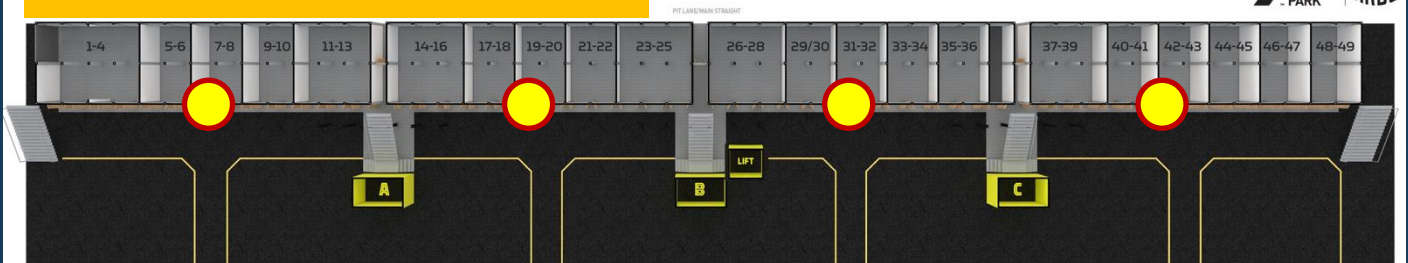 PARK
PIT LANE/MAIN STRAIGHT
1-4 5-6 7-8 9-10 11-13 14-16 17-18 19-20 21-22 23-25 26-28 29/30 31-32 33-34 35-36 37-39 40-41 42-43 44-45 46-47 48-49
LIFT
A B C